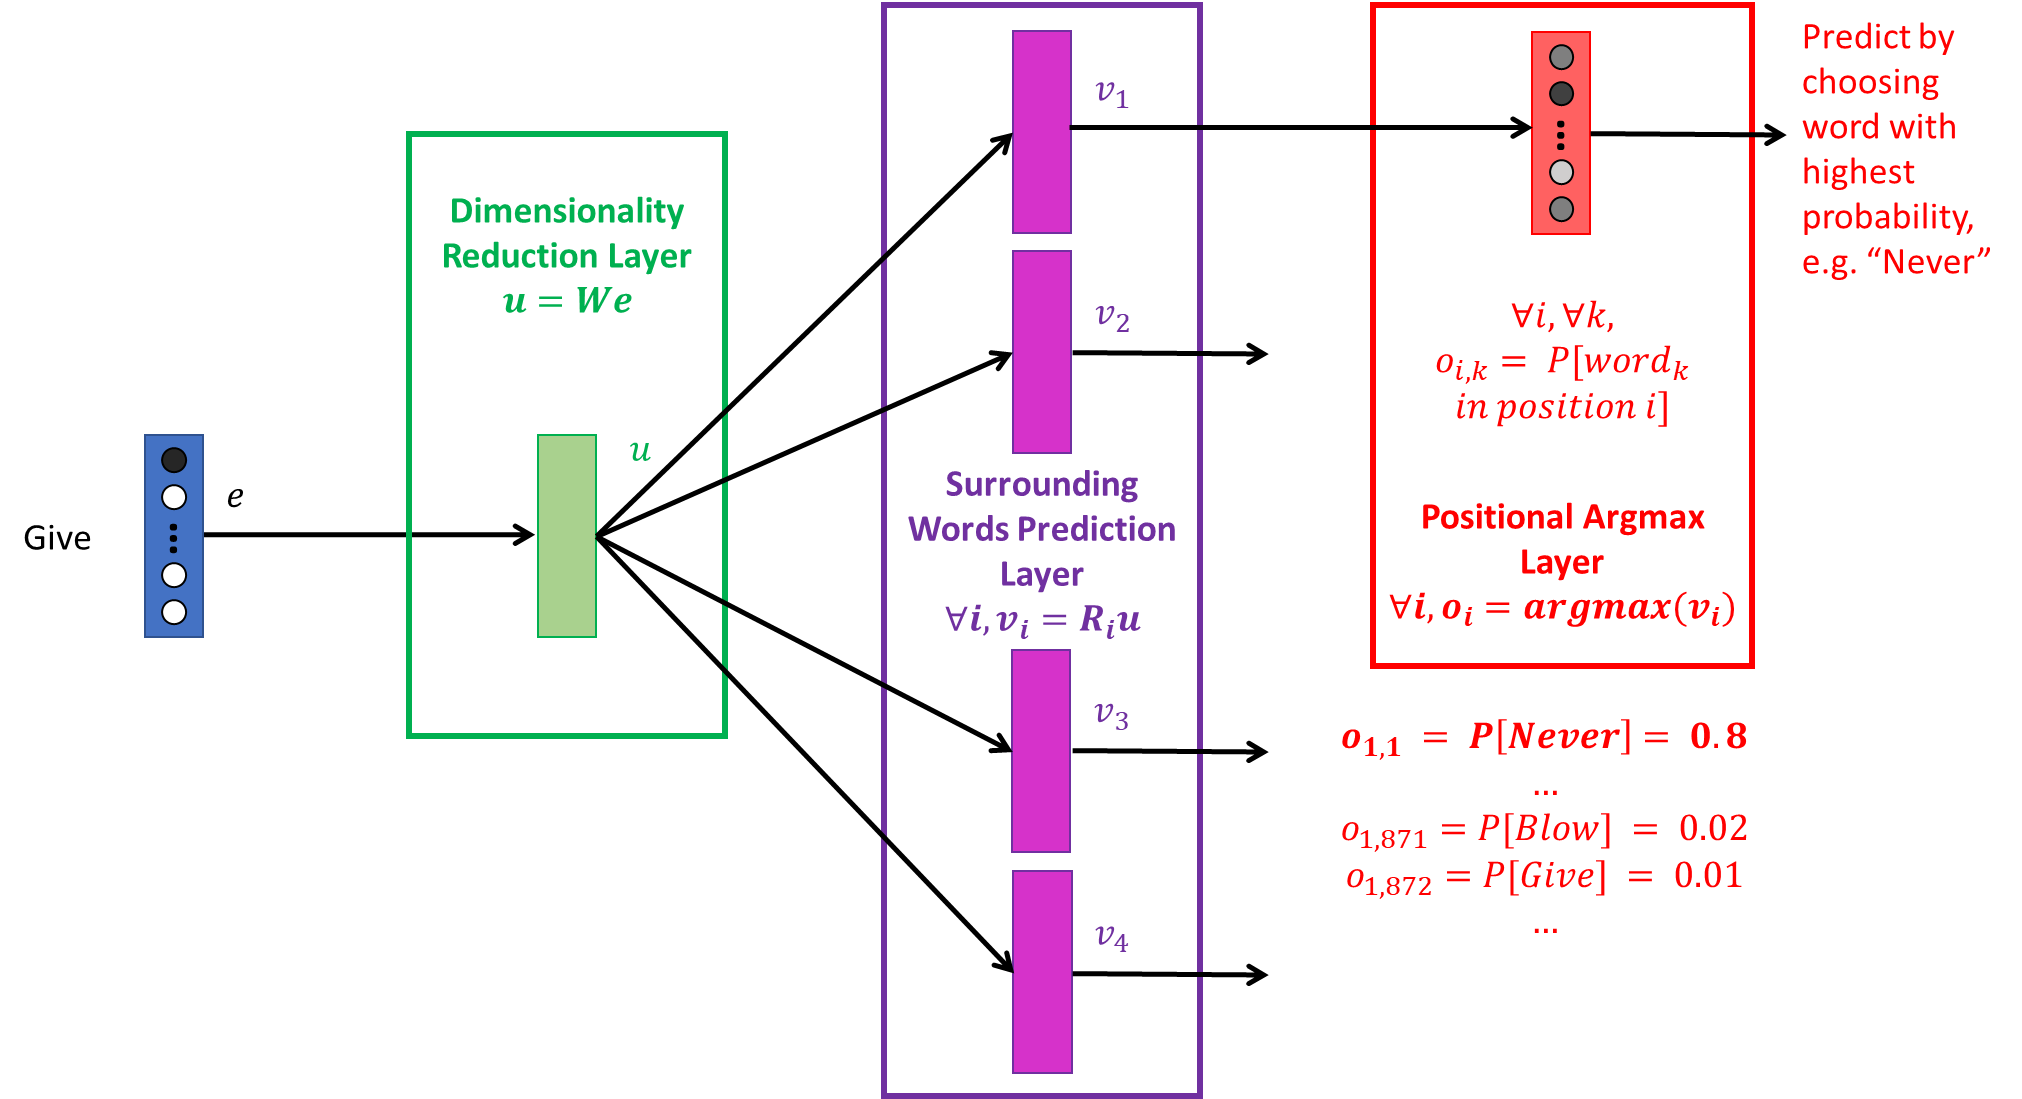 Give
e
Dimensionality
Reduction Layer
u = We
u
v₁
v₂
Surrounding
Words Prediction
Layer
∀i, vᵢ = Rᵢu
v₃
v₄
Predict by
choosing
word with
highest
probability,
e.g. “Never”
∀i, ∀k,
oᵢ,ₖ = P[wordₖ
in position i]
Positional Argmax
Layer
∀i, oᵢ = argmax(vᵢ)
o₁,₁ = P[Never] = 0.8
...
o₁,₈₇₁ = P[Blow] = 0.02
o₁,₈₇₂ = P[Give] = 0.01
...